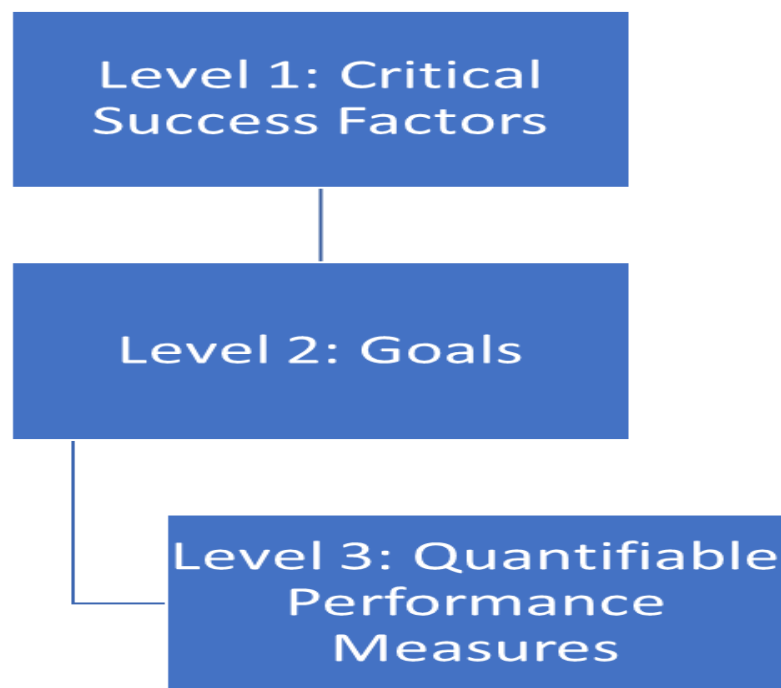 Level 1: Critical
Success Factors
Level 2: Goals
Level 3: Quantifiable
Performance
Measures